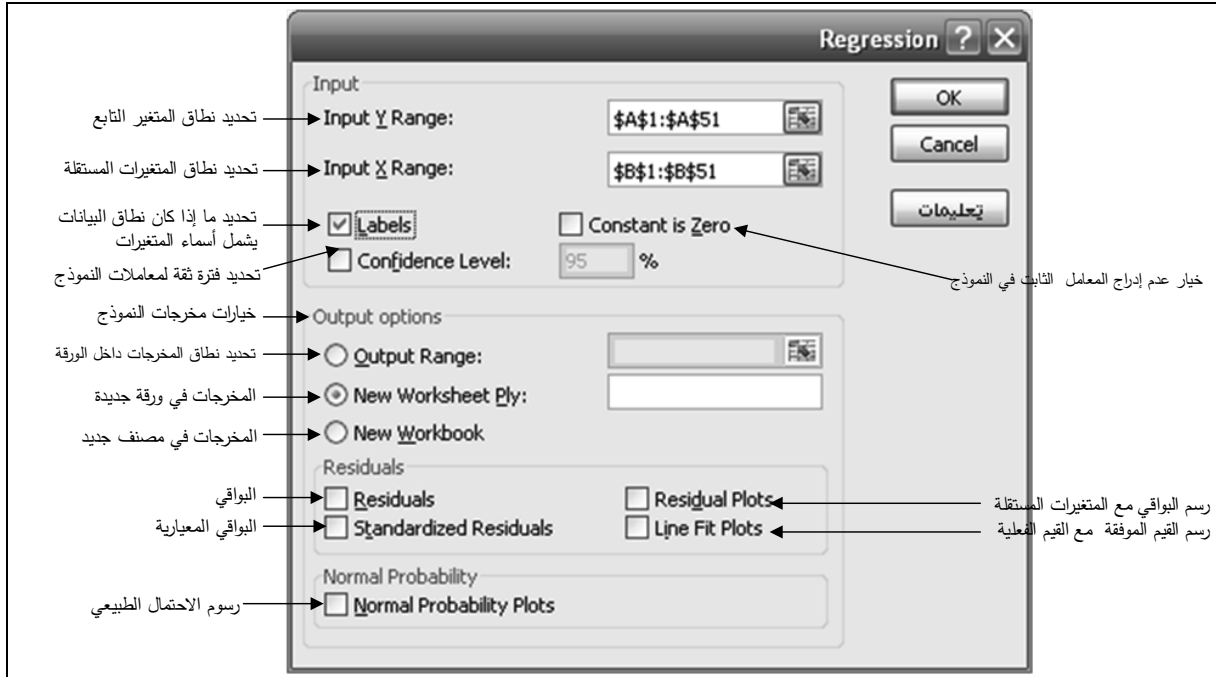 Regression
Input
تحديد نطاق المتغير التابع
Input Y Range:
$A$1:$A$51
OK
Cancel
تحديد نطاق المتغيرات المستقلة
Input X Range:
$B$1:$B$51
تعليمات
تحديد ما إذا كان نطاق البيانات
يشمل أسماء المتغيرات
Labels
Constant is Zero
تحديد فترة ثقة لمعاملات النموذج
Confidence Level:
95
%
خيار عدم إدراج المعامل الثابت في النموذج
خيارات مخرجات النموذج
Output options
تحديد نطاق المخرجات داخل الورقة
Output Range:
المخرجات في ورقة جديدة
New Worksheet Ply:
المخرجات في مصنف جديد
New Workbook
Residuals
البواقي
Residuals
Residual Plots
رسم البواقي مع المتغيرات المستقلة
البواقي المعيارية
Standardized Residuals
Line Fit Plots
رسم القيم الموفقة مع القيم الفعلية
Normal Probability
رسوم الاحتمال الطبيعي
Normal Probability Plots